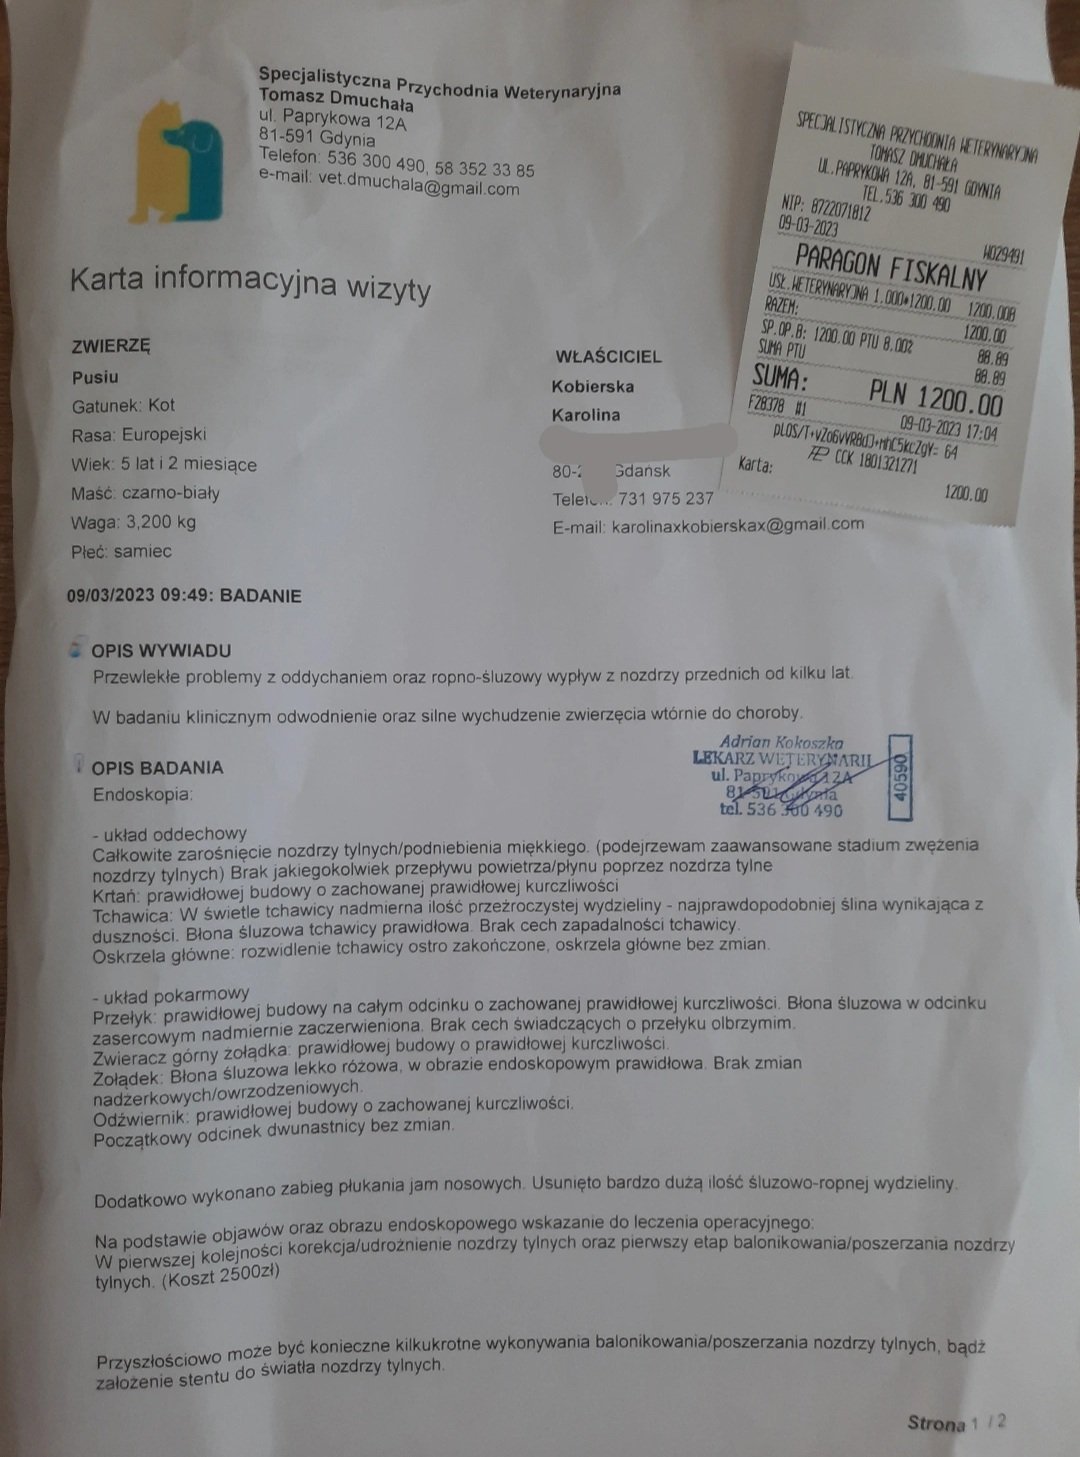 Specjalistyczna Przychodnia Weterynaryjna
Tomasz Dmuchała
ul. Paprykowa 12A
81-591 Gdynia
Telefon: 536 300 490, 58 352 33 85
e-mail: vet.dmuchala@gmail.com
SPECJALISTYCZNA PRZYCHODNIA WETERYNARYJNA
TOMASZ DMUCHAŁA
UL.PAPRYKOWA 12A, 81-591 GDYNIA
TEL.536 300 490
NIP: 8722071812
09-03-2023 W029491
PARAGON FISKALNY
USŁ.WETERYNARYJNA 1.000*1200.00 1200.00B
RAZEM: 1200.00
SP.OP.B: 1200.00 PTU 8.00% 88.89
SUMA PTU 88.89
SUMA: PLN 1200.00
F28378 #1 09-03-2023 17:04
CCK 1801321271
Karta: 1200.00
Karta informacyjna wizyty
ZWIERZĘ
Pusiu
Gatunek: Kot
Rasa: Europejski
Wiek: 5 lat i 2 miesiące
Maść: czarno-biały
Waga: 3,200 kg
Płeć: samiec
WŁAŚCICIEL
Kobierska
Karolina
80-2 Gdańsk
Telefon: 731 975 237
E-mail: karolinaxkobierskax@gmail.com
09/03/2023 09:49: BADANIE
OPIS WYWIADU
Przewlekłe problemy z oddychaniem oraz ropno-śluzowy wypływ z nozdrzy przednich od kilku lat.
W badaniu klinicznym odwodnienie oraz silne wychudzenie zwierzęcia wtórnie do choroby.
Adrian Kokoszka
LEKARZ WETERYNARII
ul. Paprykowa 12A
81-591 Gdynia
tel. 536 300 490
40590
OPIS BADANIA
Endoskopia:
- układ oddechowy
Całkowite zarośnięcie nozdrzy tylnych/podniebienia miękkiego. (podejrzewam zaawansowane stadium zwężenia
nozdrzy tylnych) Brak jakiegokolwiek przepływu powietrza/płynu poprzez nozdrza tylne
Krtań: prawidłowej budowy o zachowanej prawidłowej kurczliwości
Tchawica: W świetle tchawicy nadmierna ilość przeźroczystej wydzieliny - najprawdopodobniej ślina wynikająca z
duszności. Błona śluzowa tchawicy prawidłowa. Brak cech zapadalności tchawicy.
Oskrzela główne: rozwidlenie tchawicy ostro zakończone, oskrzela główne bez zmian.
- układ pokarmowy
Przełyk: prawidłowej budowy na całym odcinku o zachowanej prawidłowej kurczliwości. Błona śluzowa w odcinku
zasercowym nadmiernie zaczerwieniona. Brak cech świadczących o przełyku olbrzymim.
Zwieracz górny żołądka: prawidłowej budowy o prawidłowej kurczliwości.
Żołądek: Błona śluzowa lekko różowa, w obrazie endoskopowym prawidłowa. Brak zmian
nadżerkowych/owrzodzeniowych.
Odźwiernik: prawidłowej budowy o zachowanej kurczliwości.
Początkowy odcinek dwunastnicy bez zmian.
Dodatkowo wykonano zabieg płukania jam nosowych. Usunięto bardzo dużą ilość śluzowo-ropnej wydzieliny.
Na podstawie objawów oraz obrazu endoskopowego wskazanie do leczenia operacyjnego:
W pierwszej kolejności korekcja/udrożnienie nozdrzy tylnych oraz pierwszy etap balonikowania/poszerzania nozdrzy
tylnych. (Koszt 2500zł)
Przyszłościowo może być konieczne kilkukrotne wykonywania balonikowania/poszerzania nozdrzy tylnych, bądź
założenie stentu do światła nozdrzy tylnych.
Strona 1 / 2